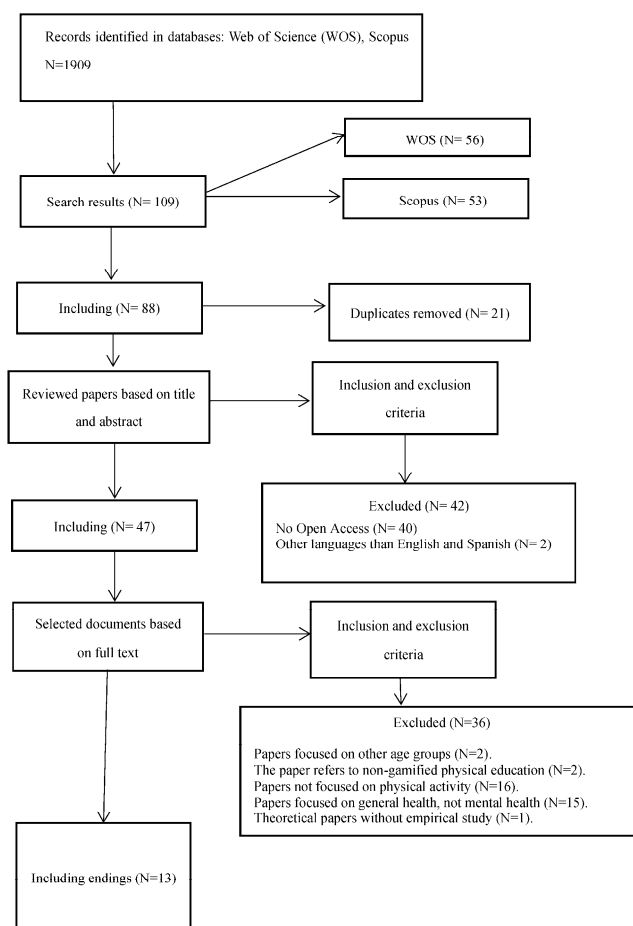 Records identified in databases: Web of Science (WOS), Scopus
N=1909
WOS (N= 56)
Search results (N= 109)
Scopus (N= 53)
Including (N= 88)
Duplicates removed (N= 21)
Reviewed papers based on title
and abstract
Inclusion and exclusion
criteria
Excluded (N= 42)
No Open Access (N= 40)
Other languages than English and Spanish (N= 2)
Including (N= 47)
Selected documents based
on full text
Inclusion and exclusion
criteria
Excluded (N=36)
Papers focused on other age groups (N=2).
The paper refers to non-gamified physical education (N=2).
Papers not focused on physical activity (N=16).
Papers focused on general health, not mental health (N=15).
Theoretical papers without empirical study (N=1).
Including endings (N=13)